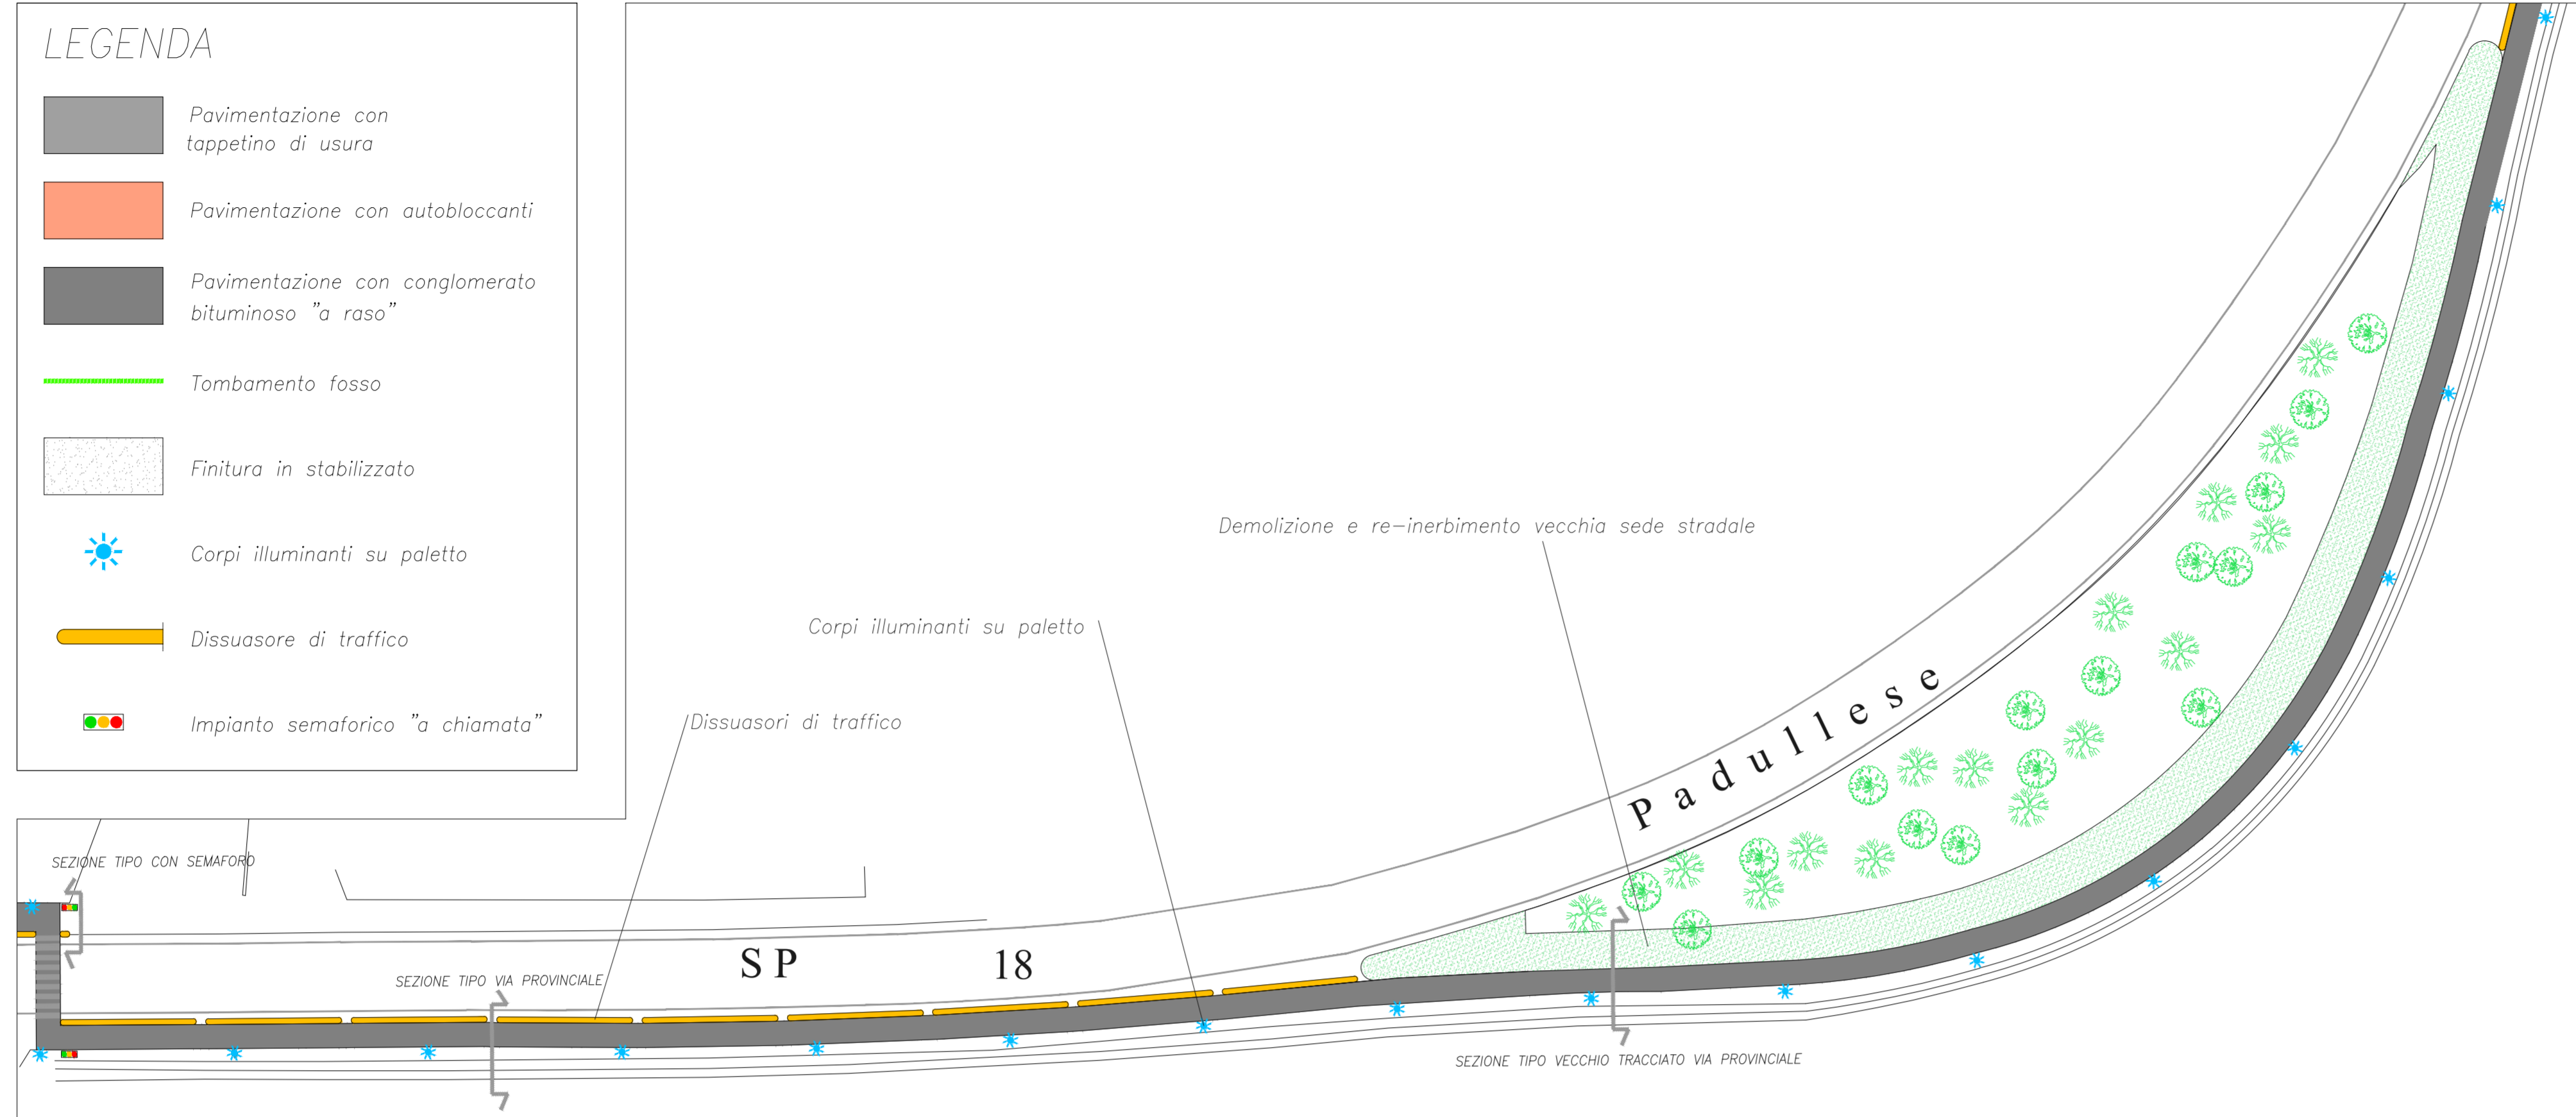 LEGENDA
Pavimentazione con
tappetino di usura
Pavimentazione con autobloccanti
Pavimentazione con conglomerato
bituminoso "a raso"
Tombamento fosso
Finitura in stabilizzato
Corpi illuminanti su paletto
Dissuasore di traffico
Impianto semaforico "a chiamata"
Demolizione e re-inerbimento vecchia sede stradale
Corpi illuminanti su paletto
Dissuasori di traffico
Padullese
SEZIONE TIPO CON SEMAFORO
SP 18
SEZIONE TIPO VIA PROVINCIALE
SEZIONE TIPO VECCHIO TRACCIATO VIA PROVINCIALE